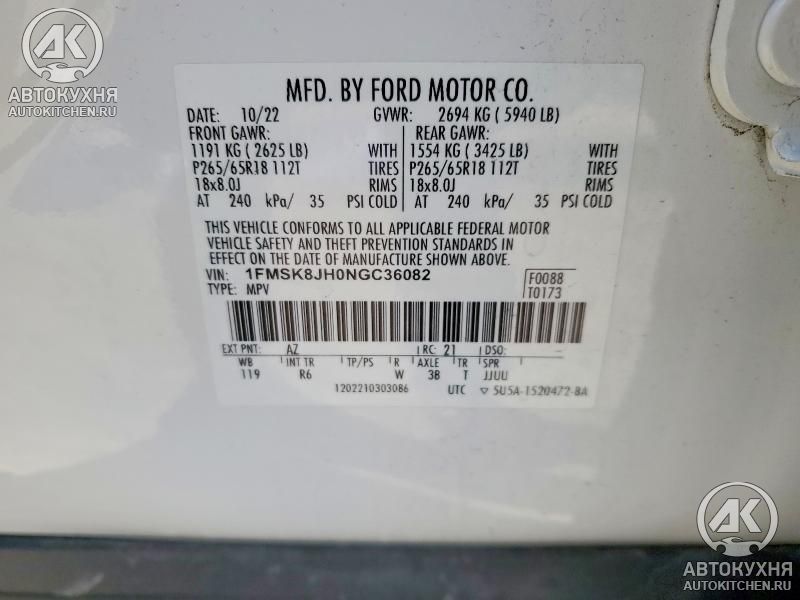 АК
АВТОКУХНЯ
AUTOKITCHEN.RU
MFD. BY FORD MOTOR CO.
DATE: 10/22 GVWR: 2694 KG ( 5940 LB)
FRONT GAWR: REAR GAWR:
1191 KG ( 2625 LB) WITH 1554 KG ( 3425 LB) WITH
P265/65R18 112T TIRES P265/65R18 112T TIRES
18x8.0J RIMS 18x8.0J RIMS
AT 240 kPa/ 35 PSI COLD AT 240 kPa/ 35 PSI COLD
THIS VEHICLE CONFORMS TO ALL APPLICABLE FEDERAL MOTOR
VEHICLE SAFETY AND THEFT PREVENTION STANDARDS IN
EFFECT ON THE DATE OF MANUFACTURE SHOWN ABOVE.
VIN: 1FMSK8JH0NGC36082 F0088
TYPE: MPV T0173
EXT PNT: AZ RC: 21 DSO: -
WB INT TR TP/PS R AXLE TR SPR
119 R6 W 3B T JJUU
1202210303086 UTC ▽ 5U5A-1520472-BA
АК
АВТОКУХНЯ
AUTOKITCHEN.RU